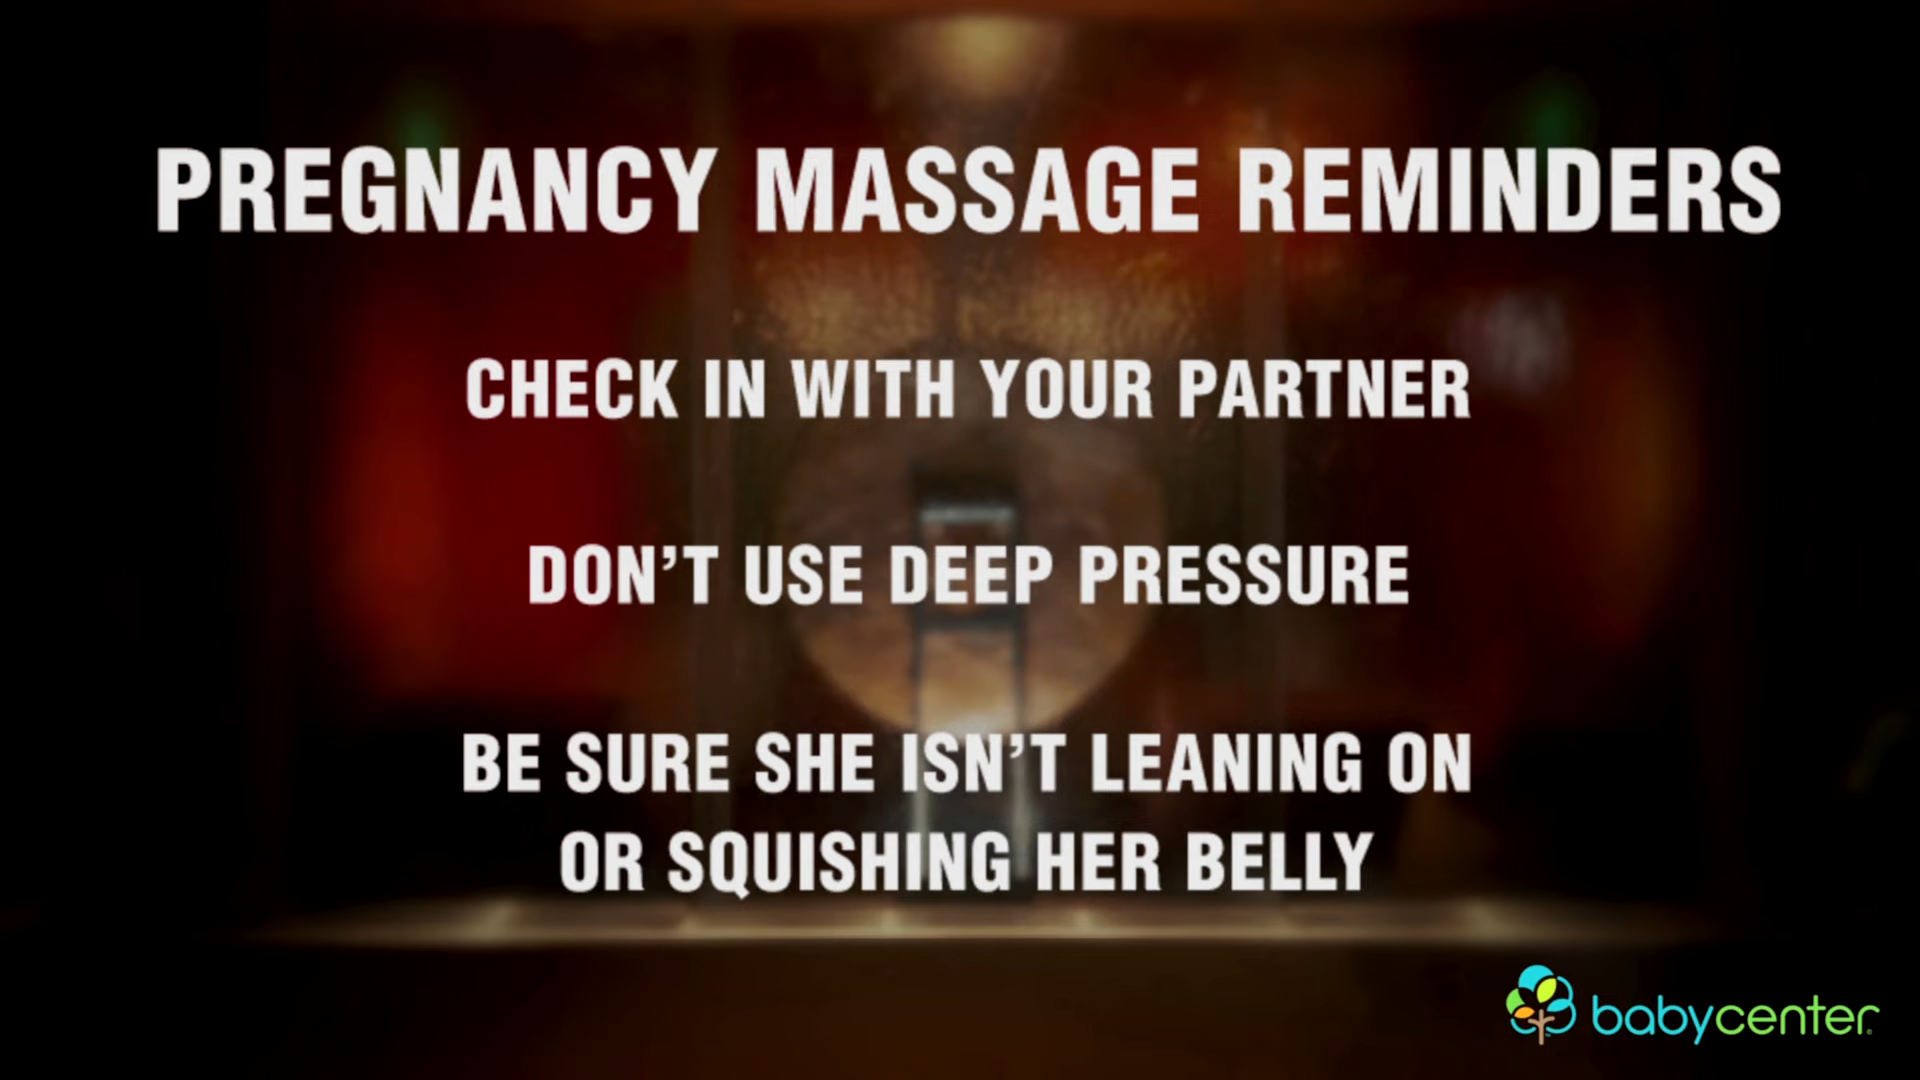 PREGNANCY MASSAGE REMINDERS
CHECK IN WITH YOUR PARTNER
DON’T USE DEEP PRESSURE
BE SURE SHE ISN’T LEANING ON
OR SQUISHING HER BELLY
babycenter